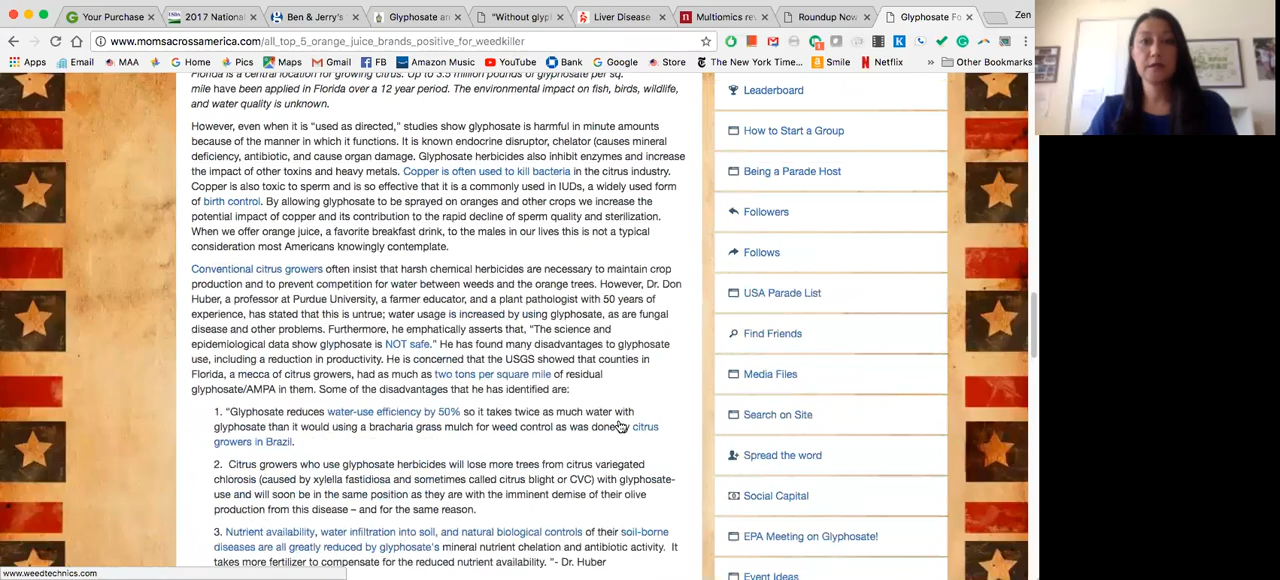 Your Purchase
2017 National
Ben & Jerry's
Glyphosate an
"Without glyp
Liver Disease
Multiomics rev
Roundup Now
Glyphosate Fo
Zen
www.momsacrossamerica.com/all_top_5_orange_juice_brands_positive_for_weedkiller
Apps
Email
MAA
Home
Pics
Maps
Gmail
FB
Amazon Music
YouTube
Bank
Google
Store
The New York Times...
Smile
Netflix
»
Other Bookmarks
Florida is a central location for growing citrus. Up to 3.5 million pounds of glyphosate per sq.
mile have been applied in Florida over a 12 year period. The environmental impact on fish, birds, wildlife,
and water quality is unknown.
However, even when it is "used as directed," studies show glyphosate is harmful in minute amounts
because of the manner in which it functions. It is known endocrine disruptor, chelator (causes mineral
deficiency, antibiotic, and cause organ damage. Glyphosate herbicides also inhibit enzymes and increase
the impact of other toxins and heavy metals. Copper is often used to kill bacteria in the citrus industry.
Copper is also toxic to sperm and is so effective that it is a commonly used in IUDs, a widely used form
of birth control. By allowing glyphosate to be sprayed on oranges and other crops we increase the
potential impact of copper and its contribution to the rapid decline of sperm quality and sterilization.
When we offer orange juice, a favorite breakfast drink, to the males in our lives this is not a typical
consideration most Americans knowingly contemplate.
Conventional citrus growers often insist that harsh chemical herbicides are necessary to maintain crop
production and to prevent competition for water between weeds and the orange trees. However, Dr. Don
Huber, a professor at Purdue University, a farmer educator, and a plant pathologist with 50 years of
experience, has stated that this is untrue; water usage is increased by using glyphosate, as are fungal
disease and other problems. Furthermore, he emphatically asserts that, "The science and
epidemiological data show glyphosate is NOT safe." He has found many disadvantages to glyphosate
use, including a reduction in productivity. He is concerned that the USGS showed that counties in
Florida, a mecca of citrus growers, had as much as two tons per square mile of residual
glyphosate/AMPA in them. Some of the disadvantages that he has identified are:
1. "Glyphosate reduces water-use efficiency by 50% so it takes twice as much water with
glyphosate than it would using a bracharia grass mulch for weed control as was done by citrus
growers in Brazil.
2. Citrus growers who use glyphosate herbicides will lose more trees from citrus variegated
chlorosis (caused by xylella fastidiosa and sometimes called citrus blight or CVC) with glyphosate-
use and will soon be in the same position as they are with the imminent demise of their olive
production from this disease – and for the same reason.
3. Nutrient availability, water infiltration into soil, and natural biological controls of their soil-borne
diseases are all greatly reduced by glyphosate's mineral nutrient chelation and antibiotic activity. It
takes more fertilizer to compensate for the reduced nutrient availability. "- Dr. Huber
Leaderboard
How to Start a Group
Being a Parade Host
Followers
Follows
USA Parade List
Find Friends
Media Files
Search on Site
Spread the word
Social Capital
EPA Meeting on Glyphosate!
Event Ideas
www.weedtechnics.com